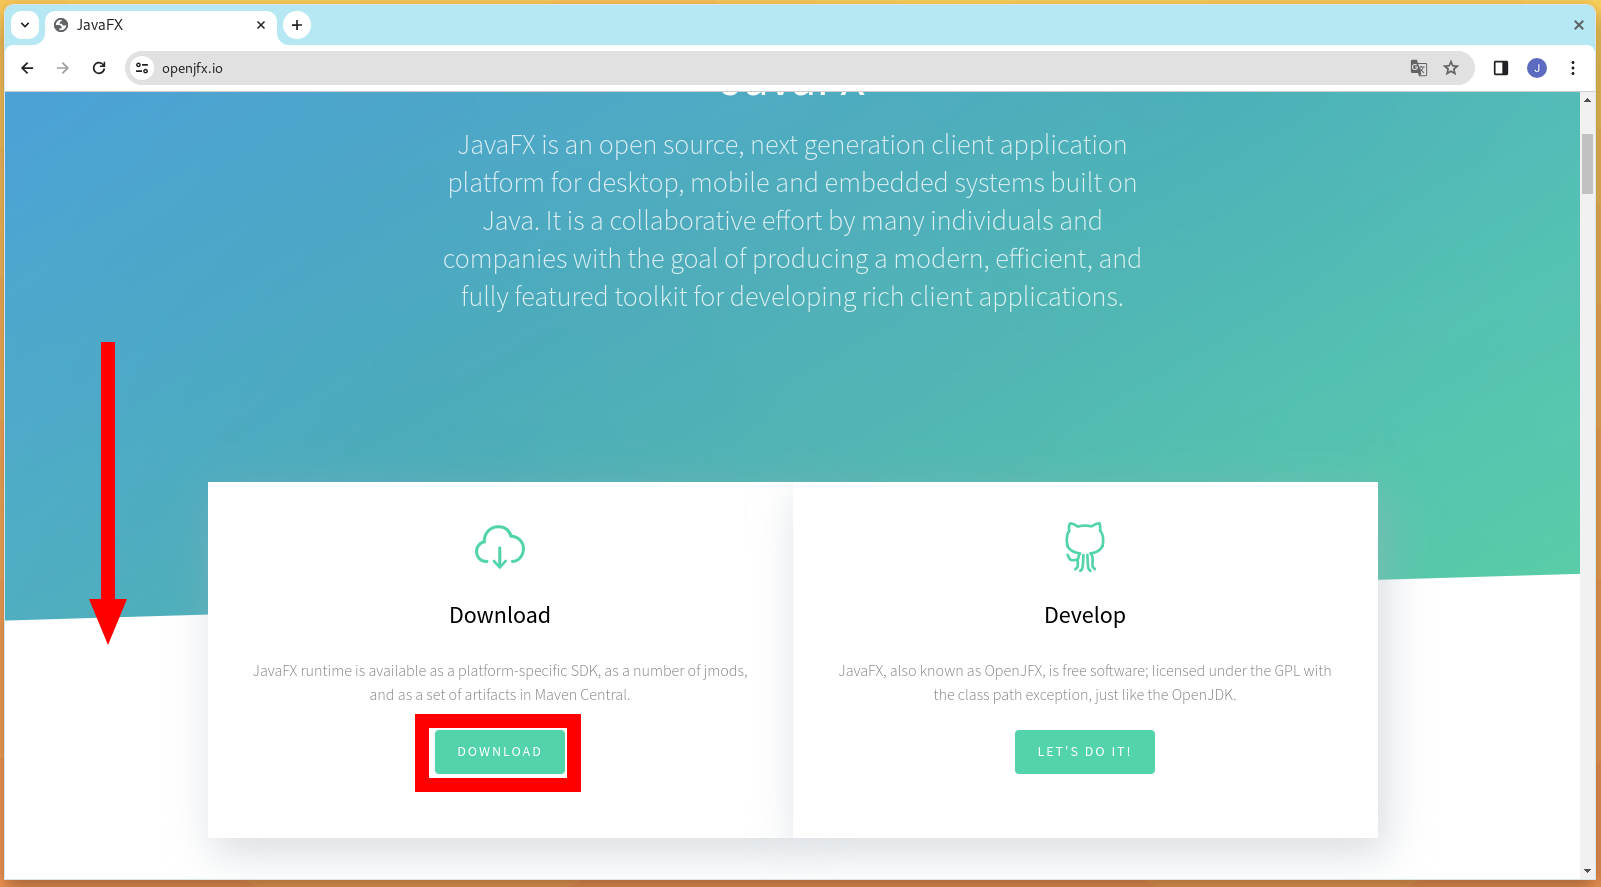 JavaFX
openjfx.io
J
JavaFX
JavaFX is an open source, next generation client application
platform for desktop, mobile and embedded systems built on
Java. It is a collaborative effort by many individuals and
companies with the goal of producing a modern, efficient, and
fully featured toolkit for developing rich client applications.
Download
JavaFX runtime is available as a platform-specific SDK, as a number of jmods,
and as a set of artifacts in Maven Central.
DOWNLOAD
Develop
JavaFX, also known as OpenJFX, is free software; licensed under the GPL with
the class path exception, just like the OpenJDK.
LET'S DO IT!